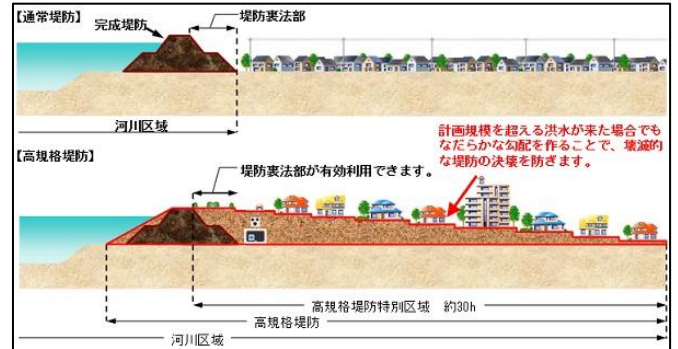 【通常堤防】
完成堤防
堤防裏法部
河川区域
計画規模を超える洪水が来た場合でも
なだらかな勾配を作ることで、壊滅的
な堤防の決壊を防ぎます。
【高規格堤防】
堤防裏法部が有効利用できます。
高規格堤防特別区域 約30h
高規格堤防
河川区域